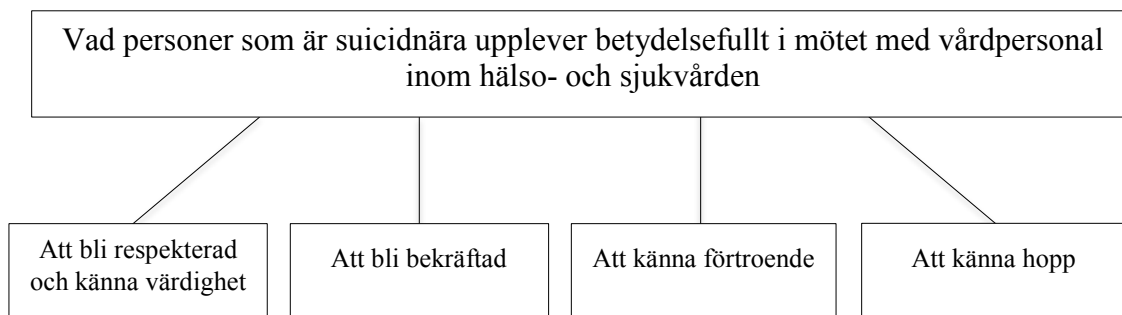 Vad personer som är suicidnära upplever betydelsefullt i mötet med vårdpersonal
inom hälso- och sjukvården
Att bli respekterad
och känna värdighet
Att bli bekräftad
Att känna förtroende
Att känna hopp